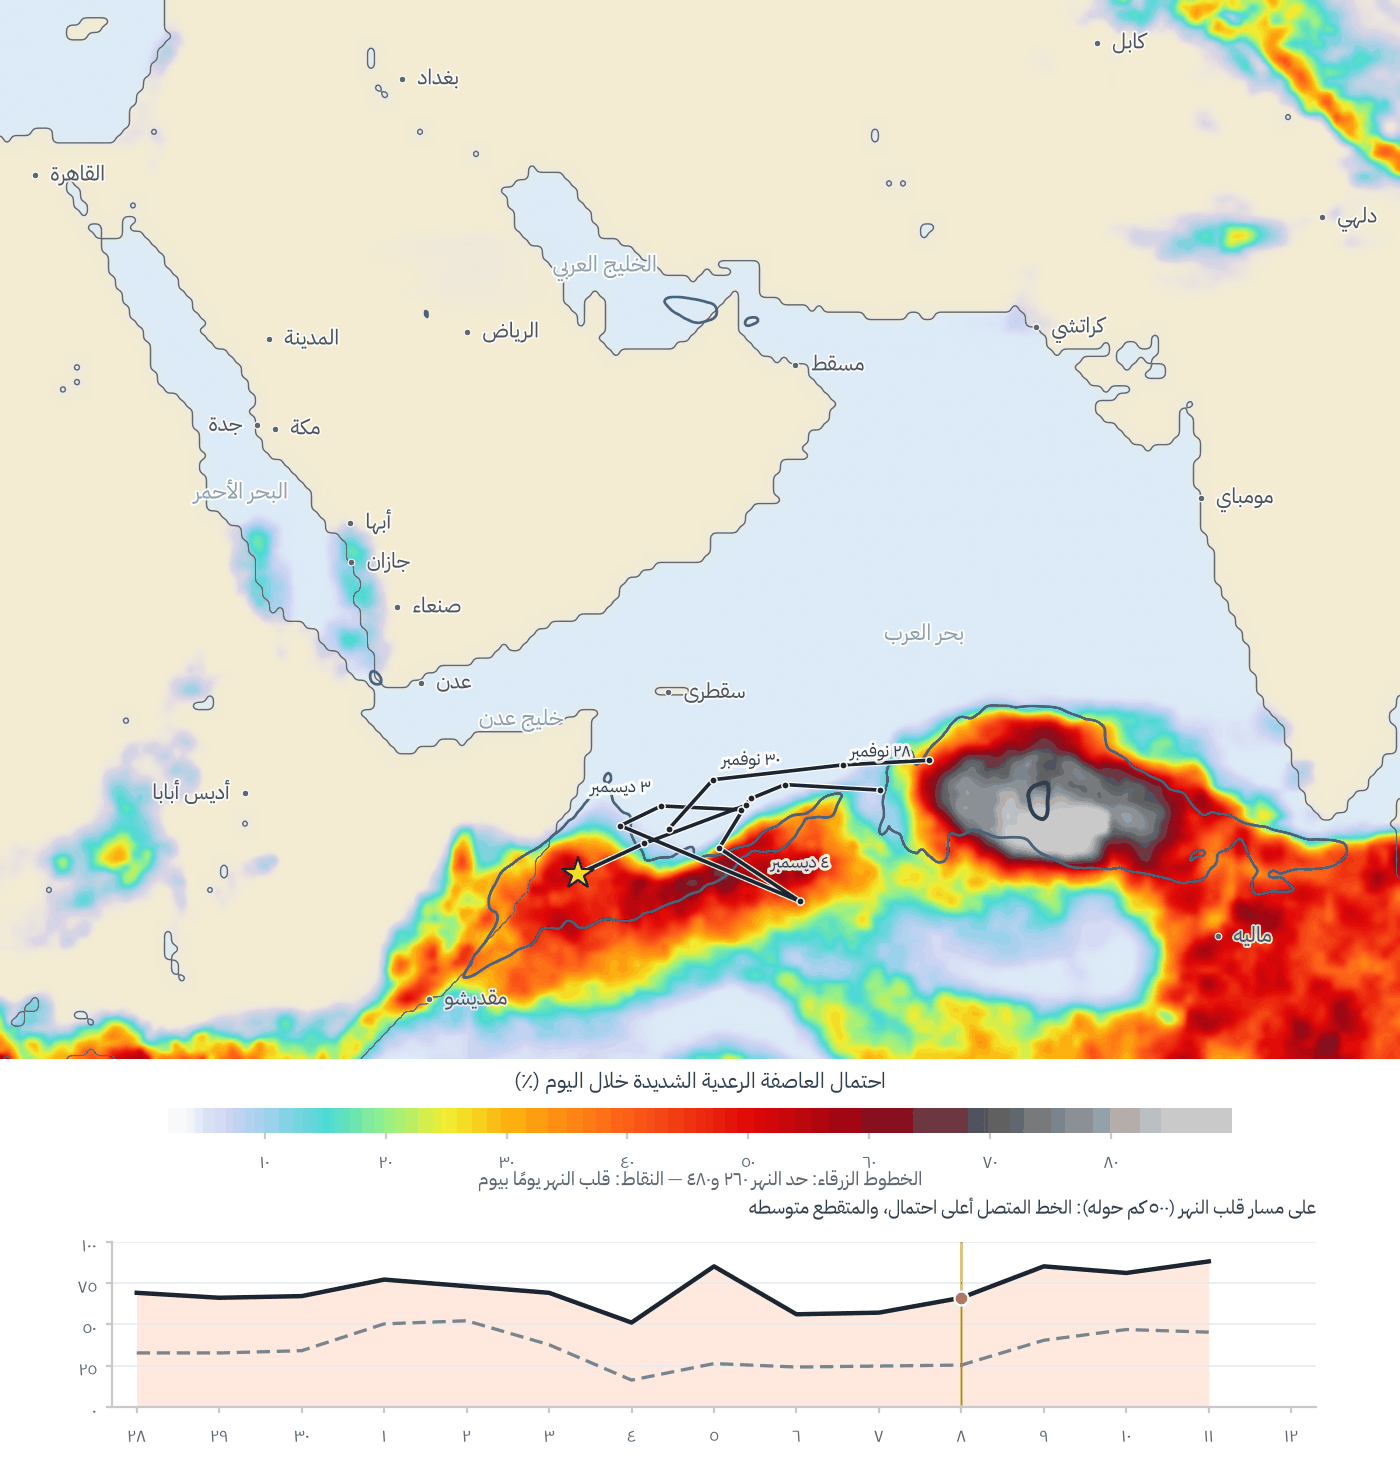 كابل
بغداد
القاهرة
دلهي
الخليج العربي
المدينة
الرياض
كراتشي
مسقط
جدة
مكة
البحر الأحمر
مومباي
أبها
جازان
صنعاء
بحر العرب
عدن
سقطرى
خليج عدن
٢٨ نوفمبر
٣٠ نوفمبر
٣ ديسمبر
أديس أبابا
٤ ديسمبر
ماليه
مقديشو
احتمال العاصفة الرعدية الشديدة خلال اليوم (٪)
١٠ ٢٠ ٣٠ ٤٠ ٥٠ ٦٠ ٧٠ ٨٠
الخطوط الزرقاء: حد النهر ٢٦٠ و٤٨٠ — النقاط: قلب النهر يومًا بيوم
على مسار قلب النهر (٥٠٠ كم حوله): الخط المتصل أعلى احتمال، والمتقطع متوسطه
١٠٠
٧٥
٥٠
٢٥
٠
٢٨ ٢٩ ٣٠ ١ ٢ ٣ ٤ ٥ ٦ ٧ ٨ ٩ ١٠ ١١ ١٢